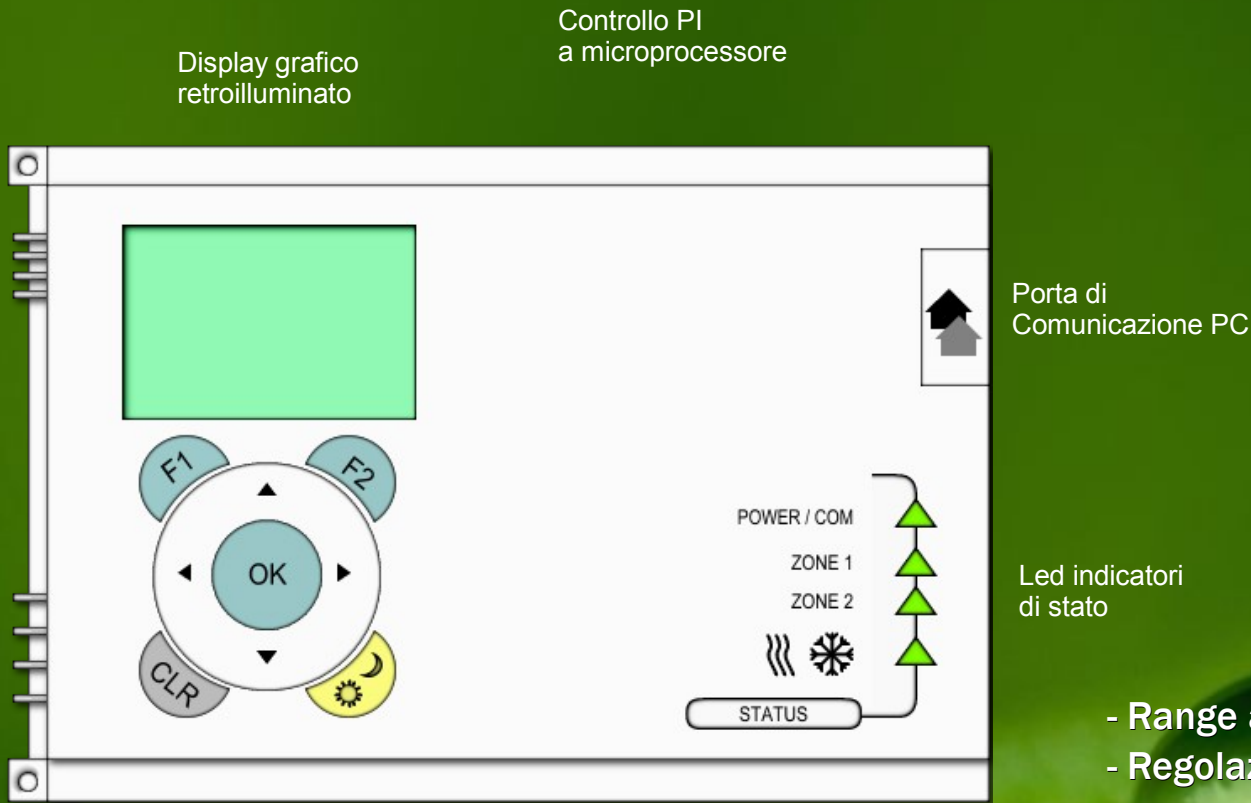 Controllo PI
a microprocessore
Display grafico
retroilluminato
Porta di
Comunicazione PC
F1
F2
OK
CLR
POWER / COM
ZONE 1
ZONE 2
STATUS
Led indicatori
di stato
- Range